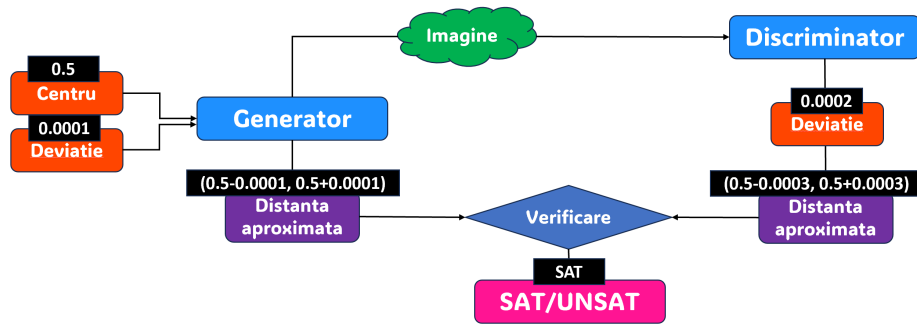 Imagine
Discriminator
0.5
Centru
0.0001
Deviatie
Generator
0.0002
Deviatie
(0.5-0.0001, 0.5+0.0001)
Distanta
aproximata
Verificare
(0.5-0.0003, 0.5+0.0003)
Distanta
aproximata
SAT
SAT/UNSAT